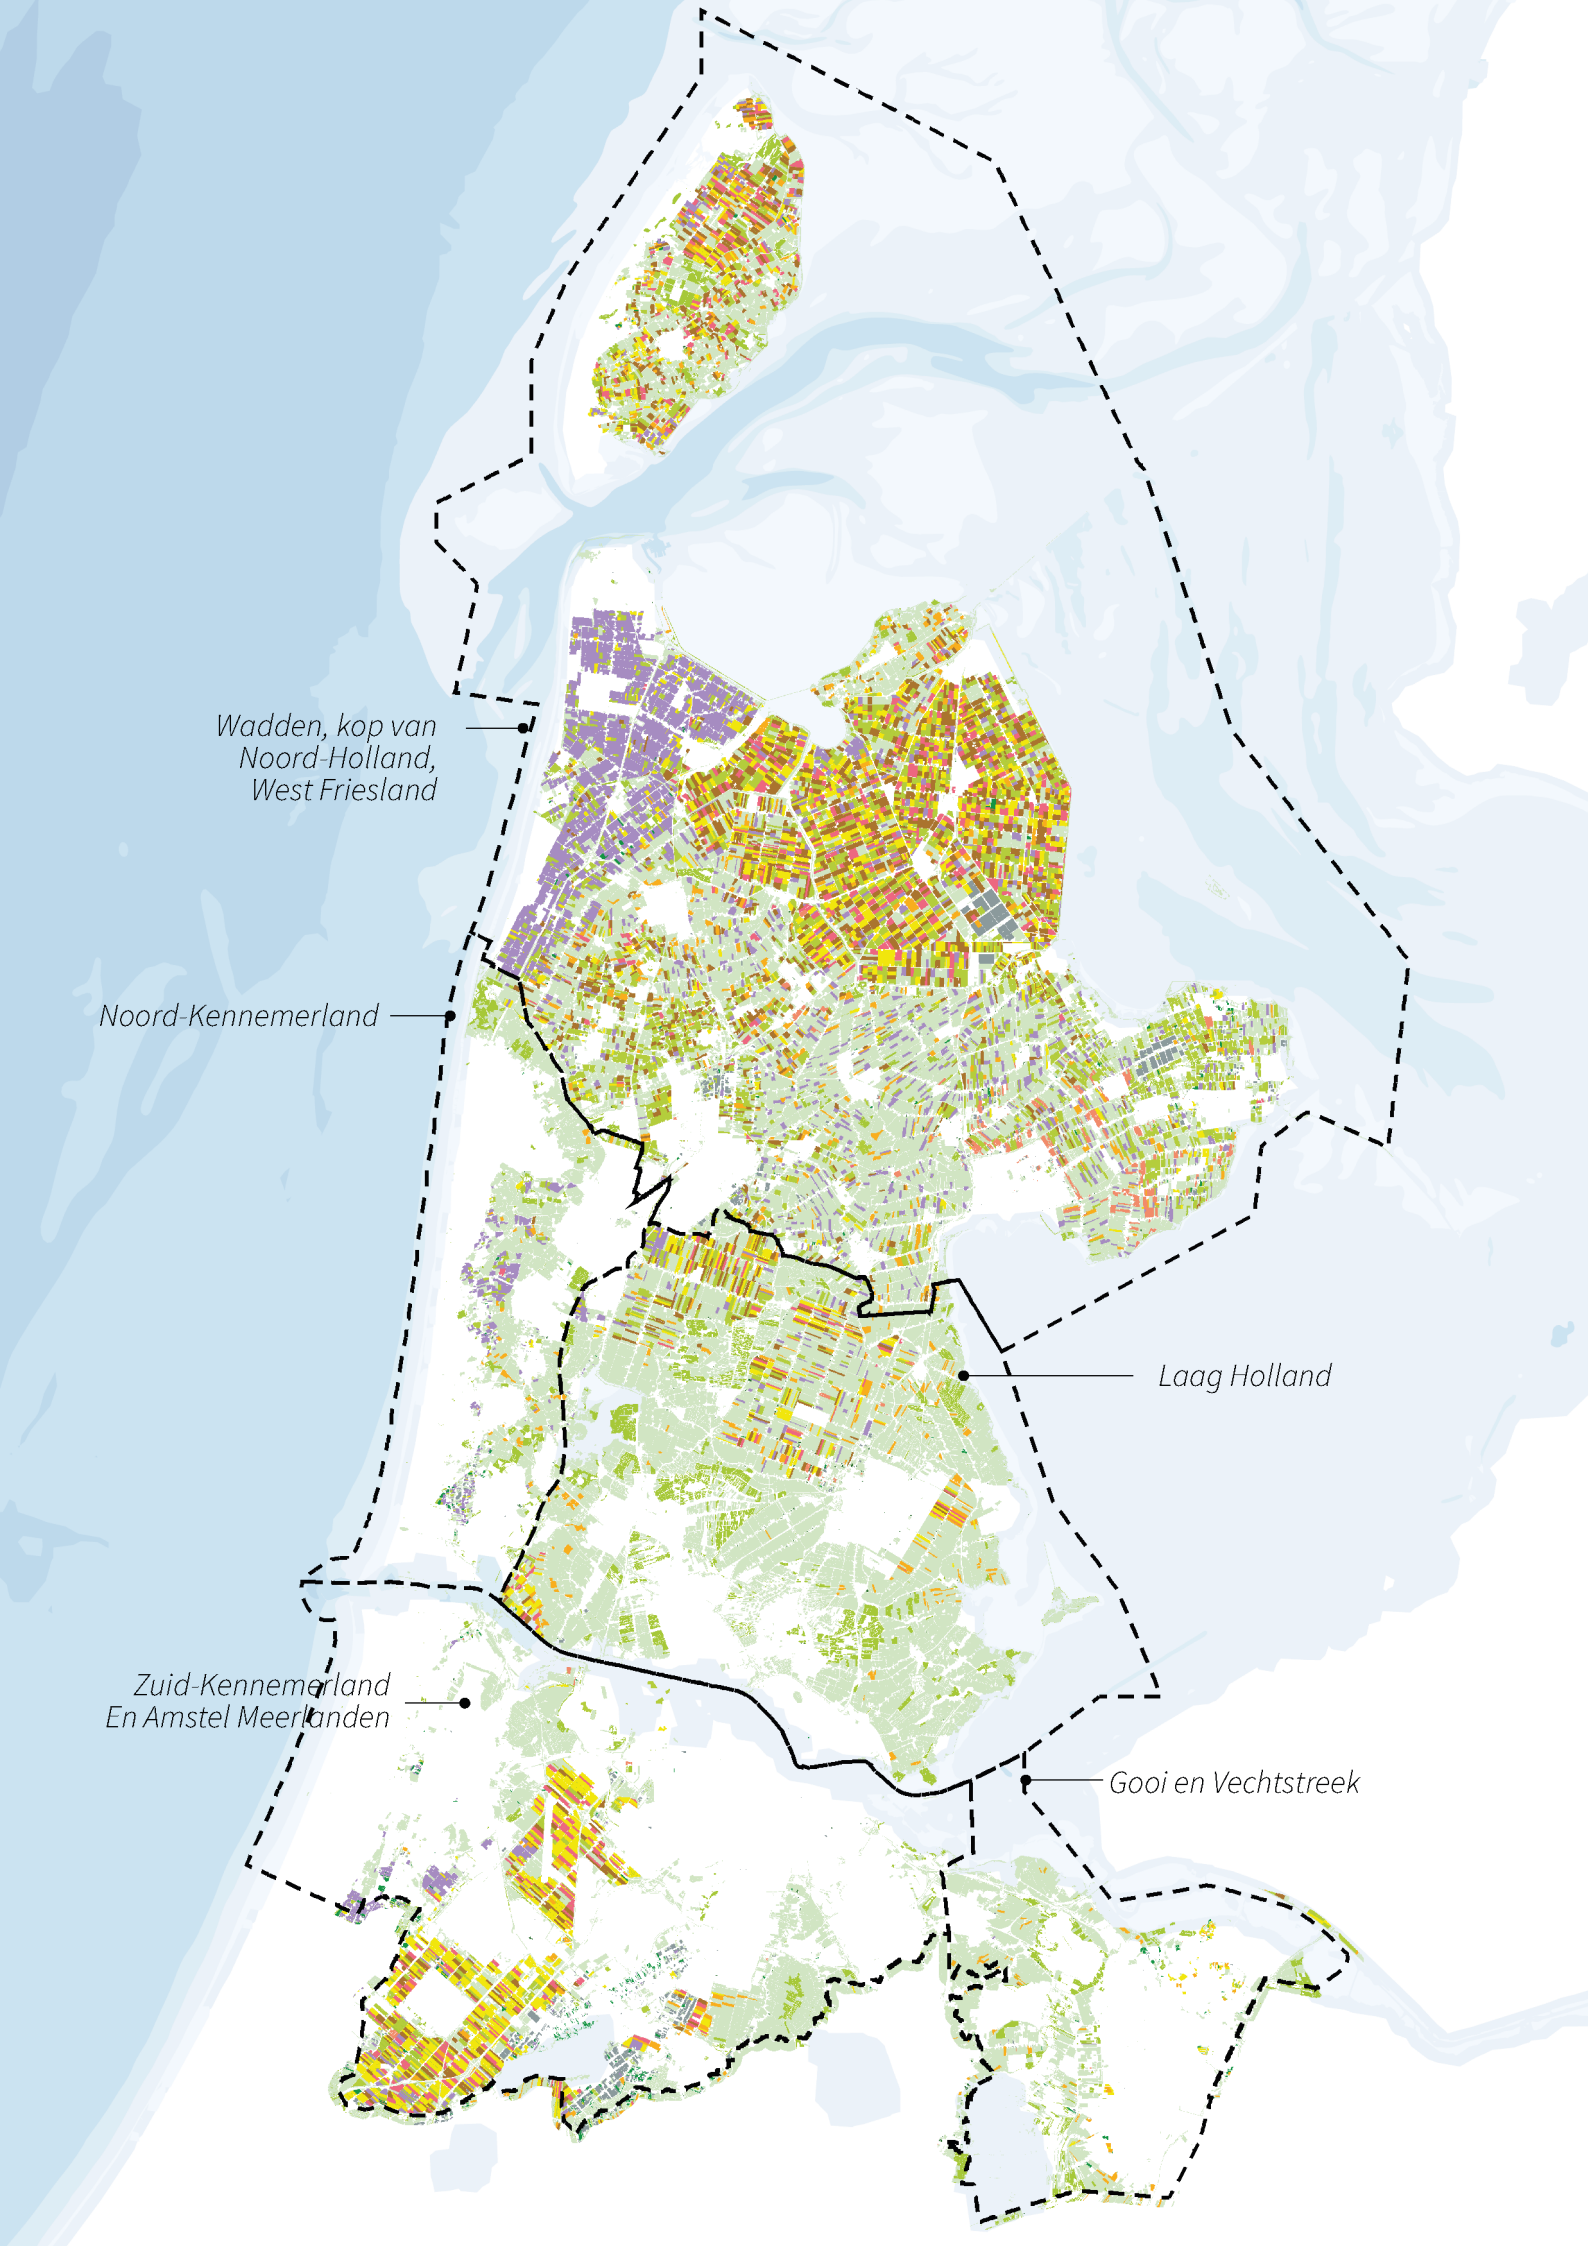 Wadden, kop van
Noord-Holland,
West Friesland
Noord-Kennemerland
Laag Holland
Zuid-Kennemerland
En Amstel Meerlanden
Gooi en Vechtstreek